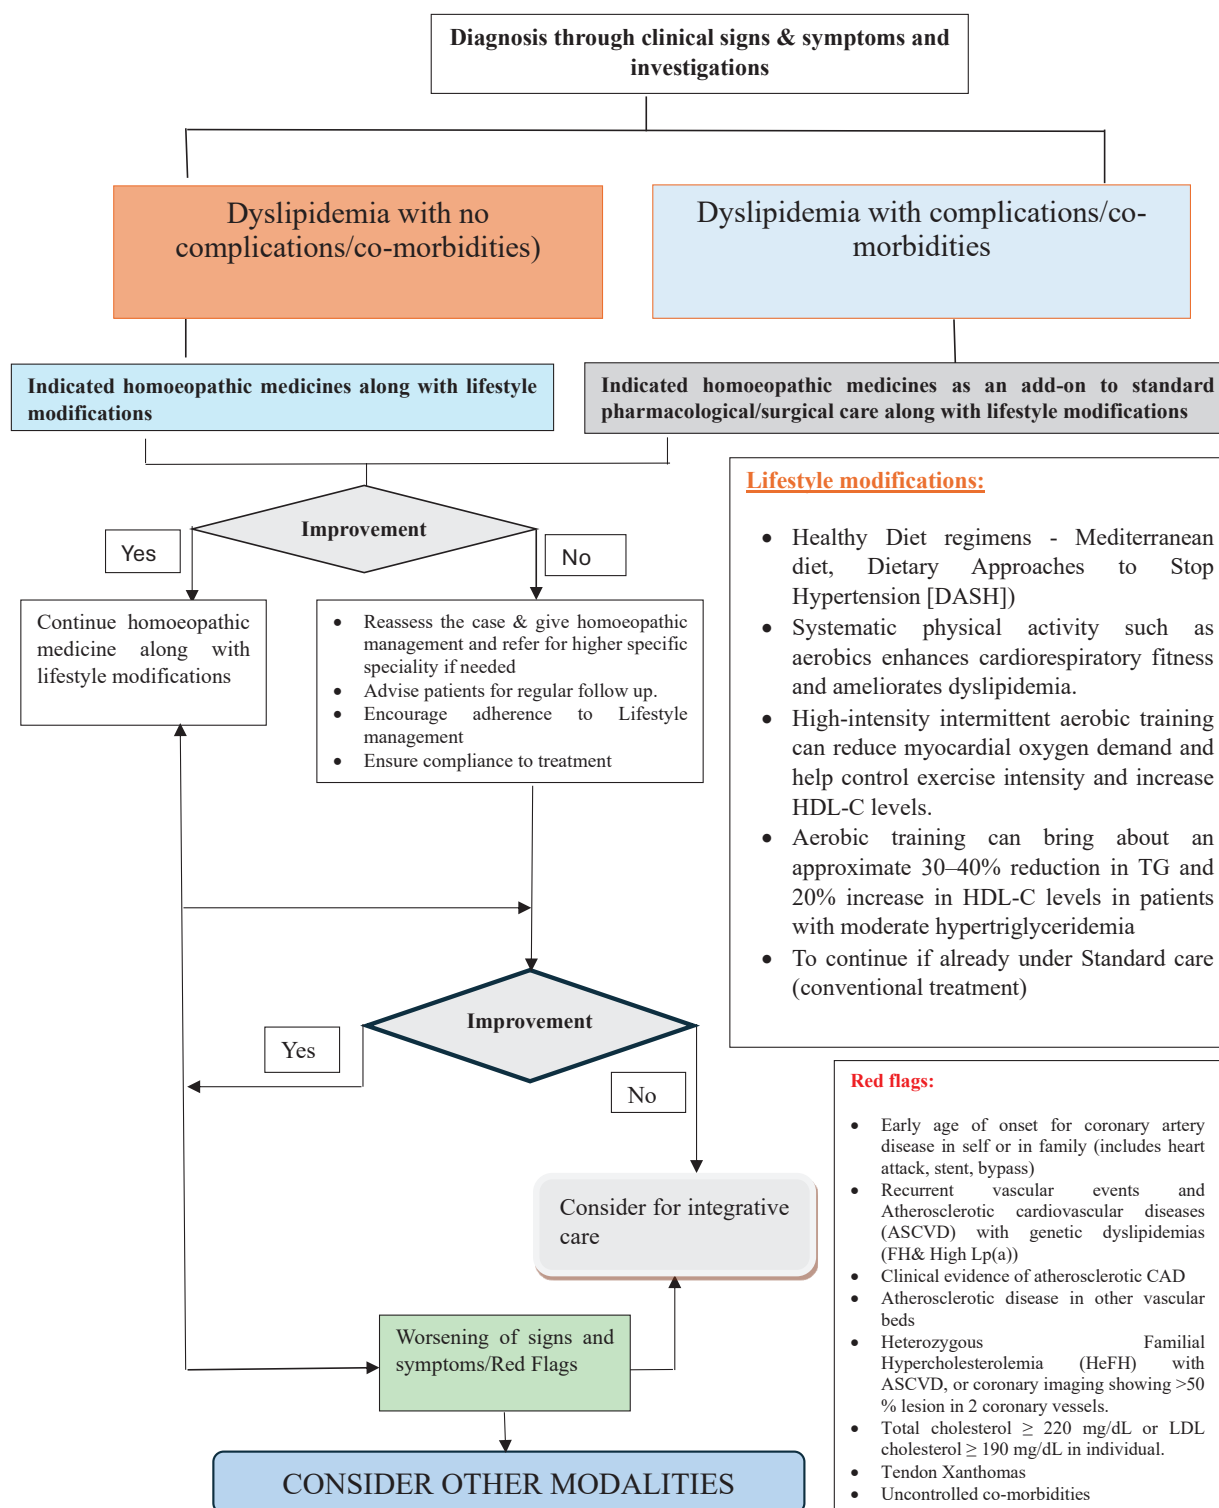 Diagnosis through clinical signs & symptoms and
investigations
Dyslipidemia with no
complications/co-morbidities)
Dyslipidemia with complications/co-
morbidities
Indicated homoeopathic medicines along with lifestyle
modifications
Indicated homoeopathic medicines as an add-on to standard
pharmacological/surgical care along with lifestyle modifications
Improvement
Yes
No
Continue homoeopathic
medicine along with
lifestyle modifications
• Reassess the case & give homoeopathic
management and refer for higher specific
speciality if needed
• Advise patients for regular follow up.
• Encourage adherence to Lifestyle
management
• Ensure compliance to treatment
Lifestyle modifications:
• Healthy Diet regimens - Mediterranean
diet, Dietary Approaches to Stop
Hypertension [DASH])
• Systematic physical activity such as
aerobics enhances cardiorespiratory fitness
and ameliorates dyslipidemia.
• High-intensity intermittent aerobic training
can reduce myocardial oxygen demand and
help control exercise intensity and increase
HDL-C levels.
• Aerobic training can bring about an
approximate 30–40% reduction in TG and
20% increase in HDL-C levels in patients
with moderate hypertriglyceridemia
• To continue if already under Standard care
(conventional treatment)
Improvement
Yes
No
Consider for integrative
care
Worsening of signs and
symptoms/Red Flags
CONSIDER OTHER MODALITIES
Red flags:
• Early age of onset for coronary artery
disease in self or in family (includes heart
attack, stent, bypass)
• Recurrent vascular events and
Atherosclerotic cardiovascular diseases
(ASCVD) with genetic dyslipidemias
(FH& High Lp(a))
• Clinical evidence of atherosclerotic CAD
• Atherosclerotic disease in other vascular
beds
• Heterozygous Familial
Hypercholesterolemia (HeFH) with
ASCVD, or coronary imaging showing >50
% lesion in 2 coronary vessels.
• Total cholesterol ≥ 220 mg/dL or LDL
cholesterol ≥ 190 mg/dL in individual.
• Tendon Xanthomas
• Uncontrolled co-morbidities